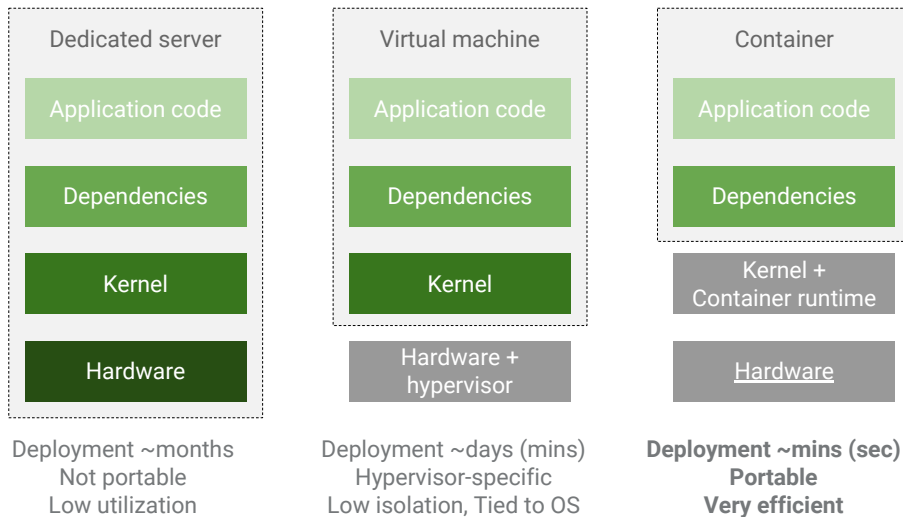 Dedicated server
Application code
Dependencies
Kernel
Hardware
Deployment ~months
Not portable
Low utilization
Virtual machine
Application code
Dependencies
Kernel
Hardware +
hypervisor
Deployment ~days (mins)
Hypervisor-specific
Low isolation, Tied to OS
Container
Application code
Dependencies
Kernel +
Container runtime
Hardware
Deployment ~mins (sec)
Portable
Very efficient